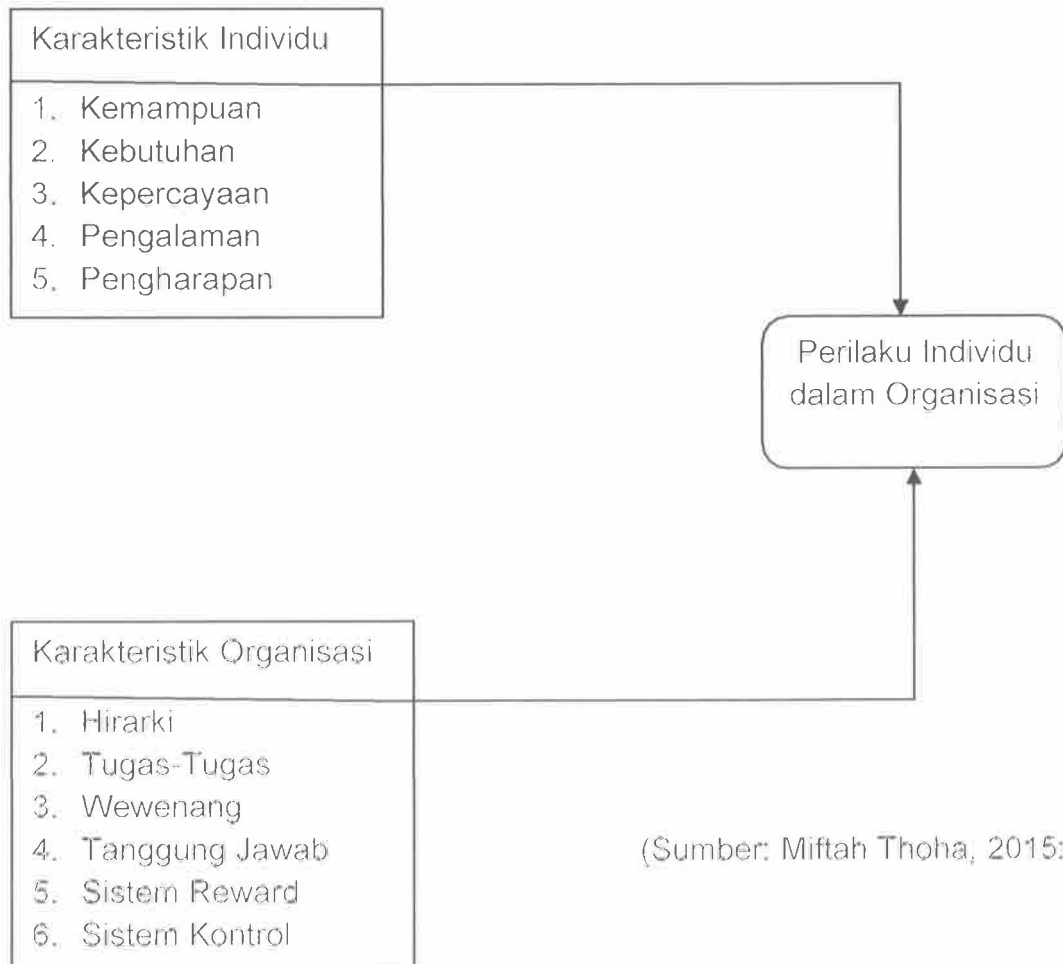 Karakteristik Individu
1. Kemampuan
2. Kebutuhan
3. Kepercayaan
4. Pengalaman
5. Pengharapan
Perilaku Individu
dalam Organisasi
Karakteristik Organisasi
1. Hirarki
2. Tugas-Tugas
3. Wewenang
4. Tanggung Jawab
5. Sistem Reward
6. Sistem Kontrol
(Sumber: Miftah Thoha, 2015: